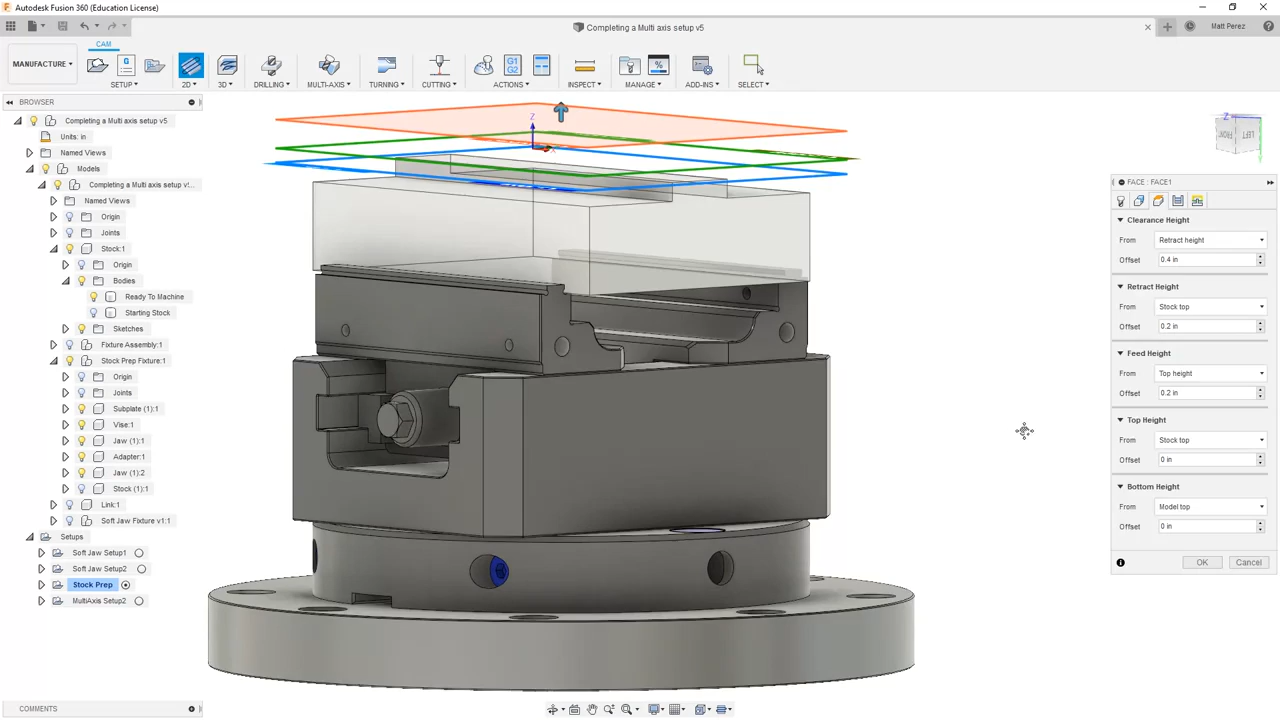 Autodesk Fusion 360 (Education License)
Completing a Multi axis setup v5
Matt Perez
CAM
MANUFACTURE
SETUP
2D
3D
DRILLING
MULTI-AXIS
TURNING
CUTTING
G1
G2
ACTIONS
INSPECT
MANAGE
ADD-INS
SELECT
BROWSER
Completing a Multi axis setup v5
Units: in
Named Views
Models
Completing a Multi axis setup v!...
Named Views
Origin
Joints
Stock:1
Origin
Bodies
Ready To Machine
Starting Stock
Sketches
Fixture Assembly:1
Stock Prep Fixture:1
Origin
Joints
Subplate (1):1
Vise:1
Jaw (1):1
Adapter:1
Jaw (1):2
Stock (1):1
Link:1
Soft Jaw Fixture v1:1
Setups
Soft Jaw Setup1
Soft Jaw Setup2
Stock Prep
MultiAxis Setup2
COMMENTS
Z
X
Z
LEFT
FACE : FACE1
Clearance Height
From Retract height
Offset 0.4 in
Retract Height
From Stock top
Offset 0.2 in
Feed Height
From Top height
Offset 0.2 in
Top Height
From Stock top
Offset 0 in
Bottom Height
From Model top
Offset 0 in
OK Cancel